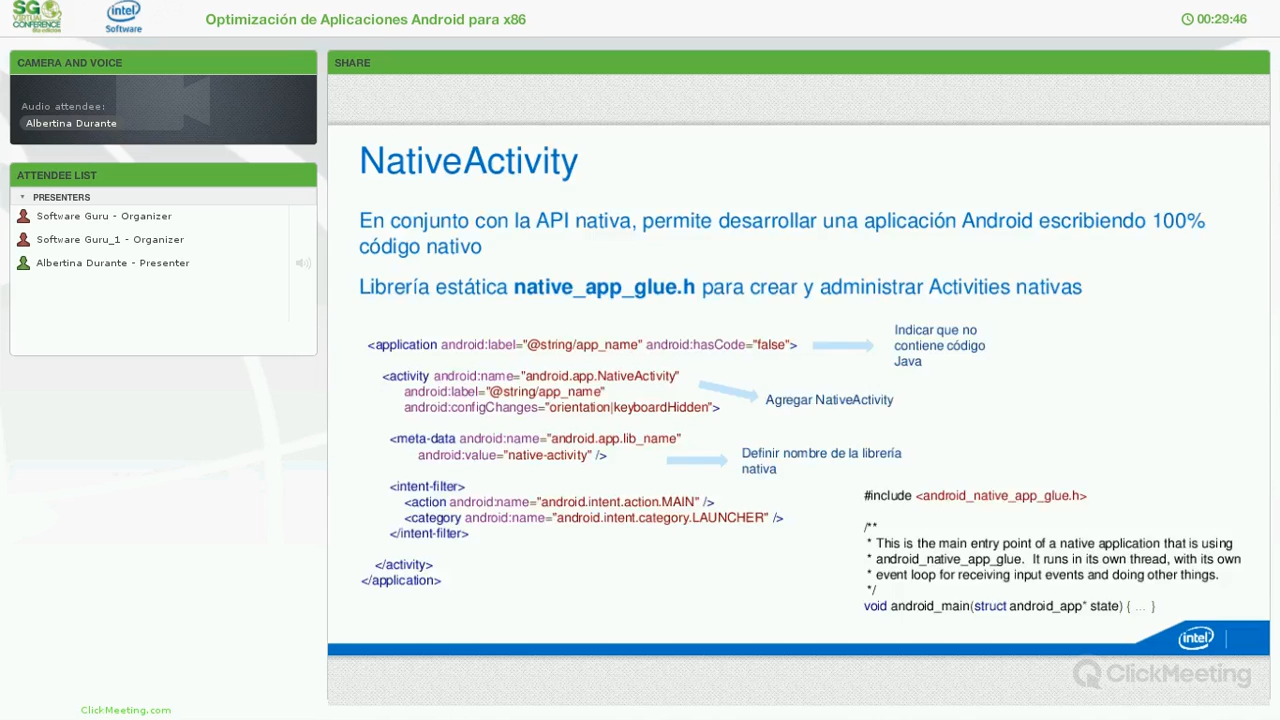 SG
VIRTUAL
CONFERENCE
intel
Software
Optimización de Aplicaciones Android para x86
00:29:46
CAMERA AND VOICE
Audio attendee:
Albertina Durante
ATTENDEE LIST
PRESENTERS
Software Guru - Organizer
Software Guru_1 - Organizer
Albertina Durante - Presenter
SHARE
NativeActivity
En conjunto con la API nativa, permite desarrollar una aplicación Android escribiendo 100%
código nativo
Librería estática native_app_glue.h para crear y administrar Activities nativas
<application android:label="@string/app_name" android:hasCode="false">
Indicar que no
contiene código
Java
<activity android:name="android.app.NativeActivity"
android:label="@string/app_name"
android:configChanges="orientation|keyboardHidden">
Agregar NativeActivity
<meta-data android:name="android.app.lib_name"
android:value="native-activity" />
Definir nombre de la librería
nativa
<intent-filter>
<action android:name="android.intent.action.MAIN" />
<category android:name="android.intent.category.LAUNCHER" />
</intent-filter>
</activity>
</application>
#include <android_native_app_glue.h>
/**
* This is the main entry point of a native application that is using
* android_native_app_glue. It runs in its own thread, with its own
* event loop for receiving input events and doing other things.
*/
void android_main(struct android_app* state) { ... }
intel
ClickMeeting
ClickMeeting.com